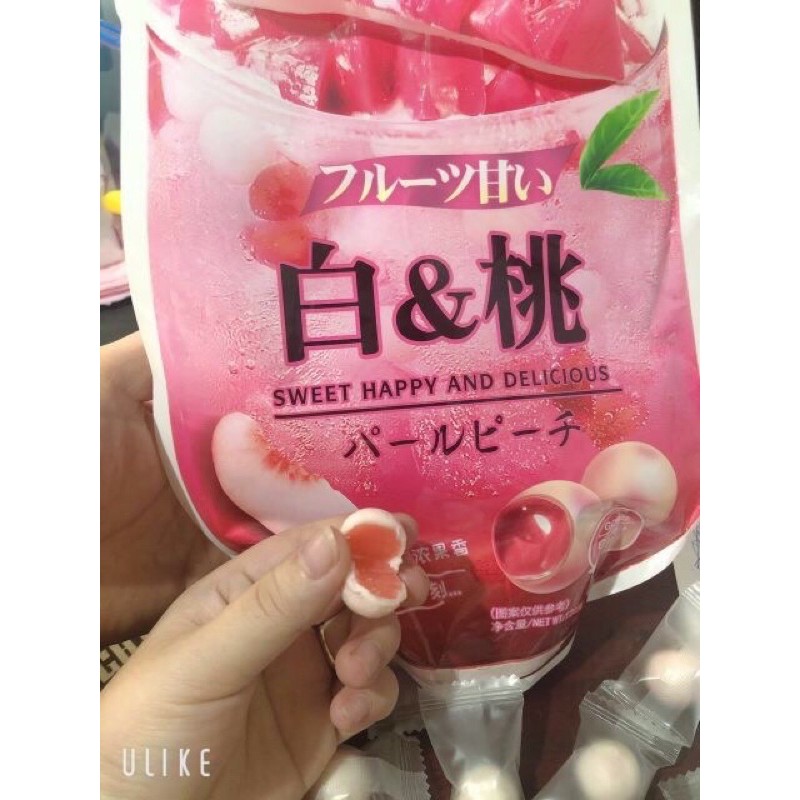 フルーツ甘い
白&桃
SWEET HAPPY AND DELICIOUS
パールピーチ
浓果香
刻...
(图案仅供参考)
净含量/NET WT
ULIKE